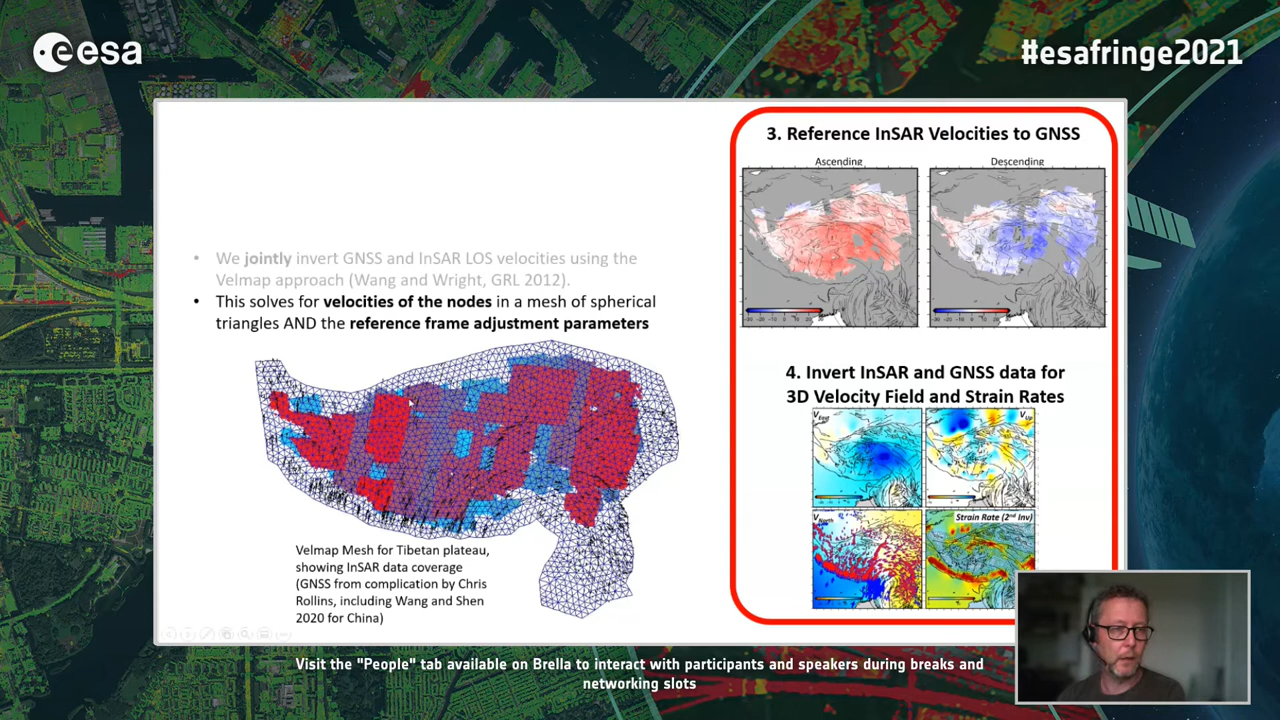 esa
#esafringe2021
3. Reference InSAR Velocities to GNSS
Ascending
Descending
• We jointly invert GNSS and InSAR LOS velocities using the
Velmap approach (Wang and Wright, GRL 2012).
• This solves for velocities of the nodes in a mesh of spherical
triangles AND the reference frame adjustment parameters
4. Invert InSAR and GNSS data for
3D Velocity Field and Strain Rates
VEast
VUp
VNorth
Strain Rate (2nd Inv)
Velmap Mesh for Tibetan plateau,
showing InSAR data coverage
(GNSS from complication by Chris
Rollins, including Wang and Shen
2020 for China)
Visit the "People" tab available on Brella to interact with participants and speakers during breaks and
networking slots